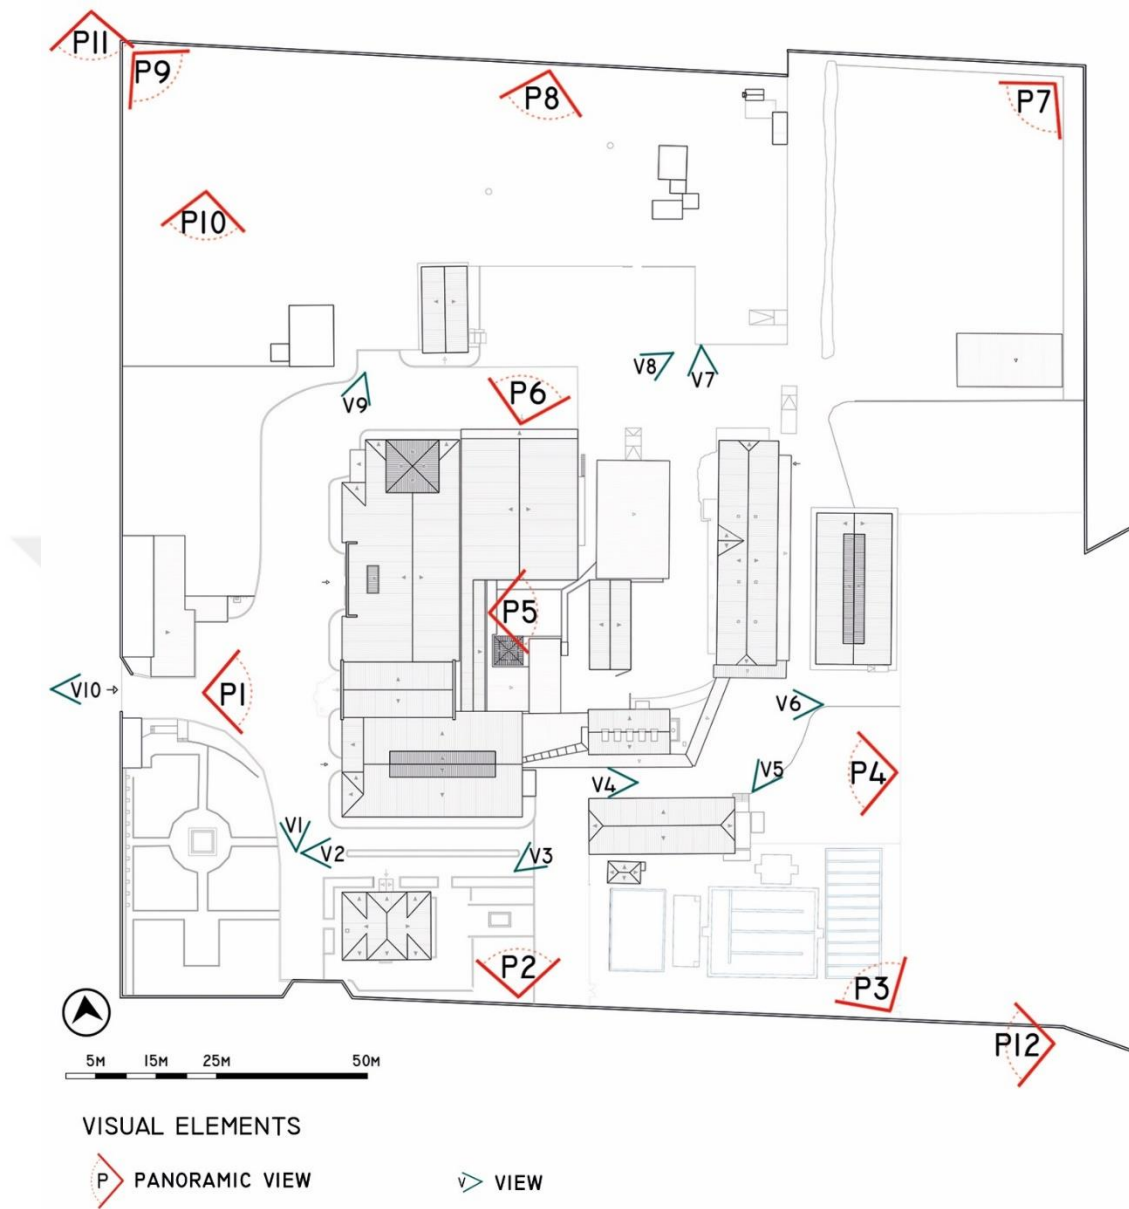 P11
P9
P8
P7
P10
V8
V7
V9
P6
P5
P1
V10
V6
V4
V5
P4
V1
V2
V3
P2
P3
P12
5M 15M 25M 50M
VISUAL ELEMENTS
P PANORAMIC VIEW
V VIEW